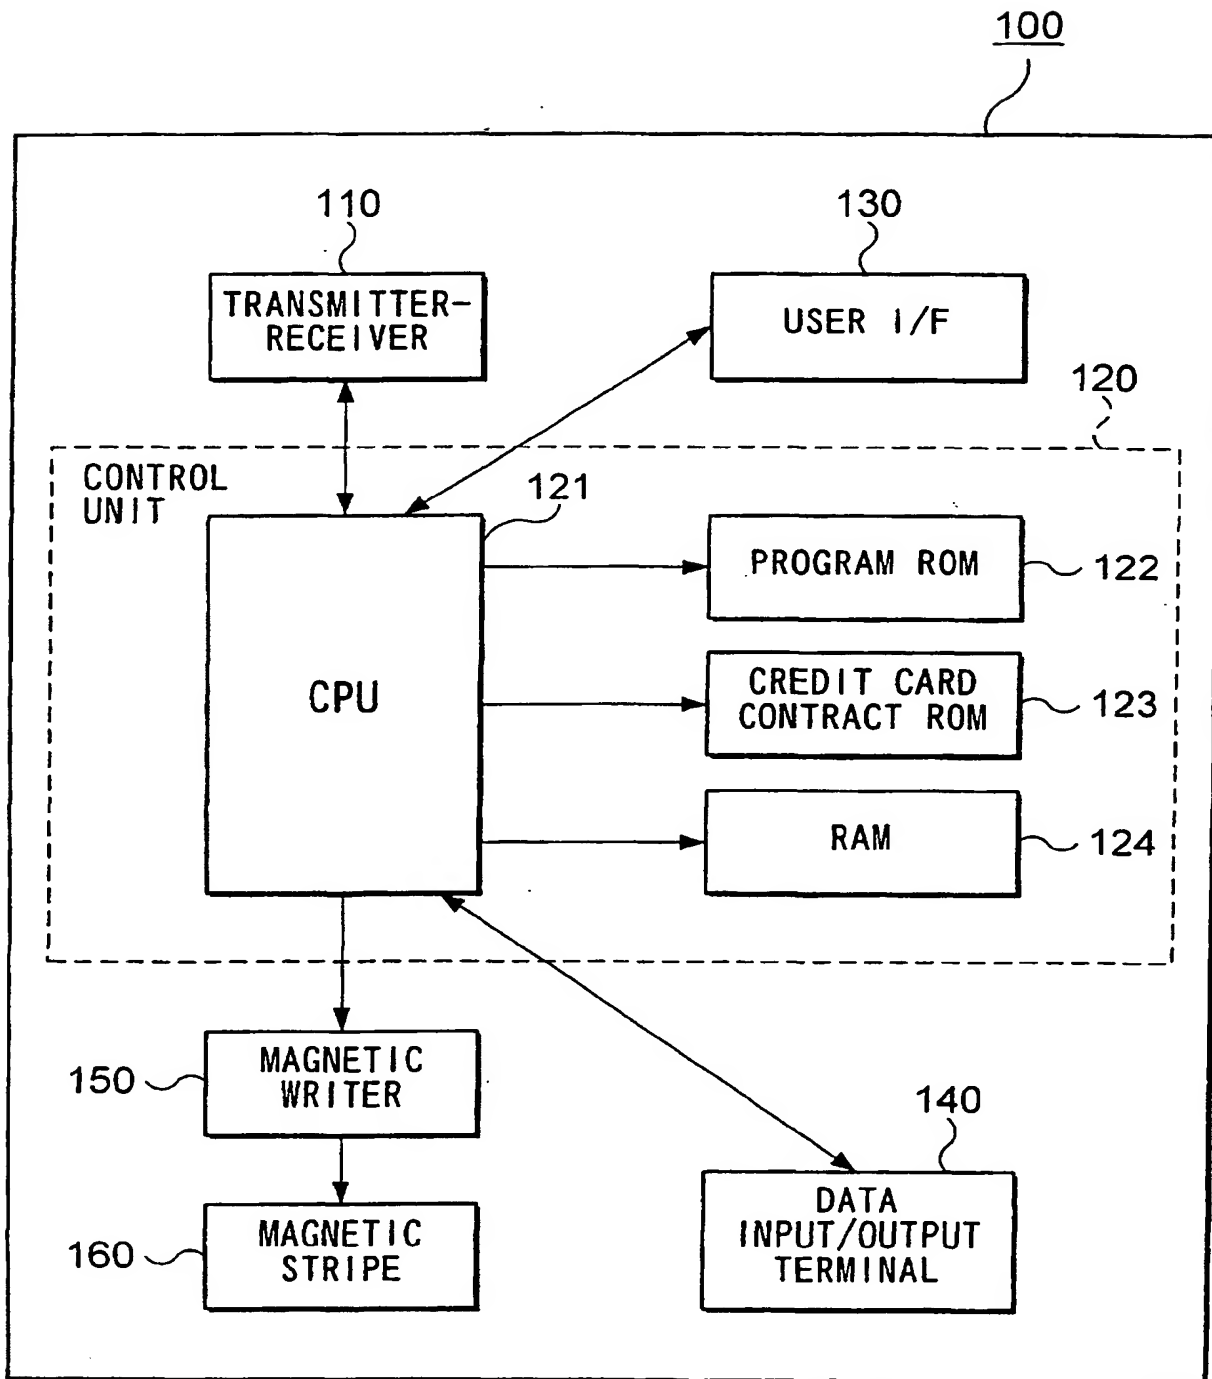 100
110
130
TRANSMITTER-
RECEIVER
USER I/F
120
CONTROL
UNIT
121
CPU
PROGRAM ROM
122
CREDIT CARD
CONTRACT ROM
123
RAM
124
150
MAGNETIC
WRITER
140
160
MAGNETIC
STRIPE
DATA
INPUT/OUTPUT
TERMINAL